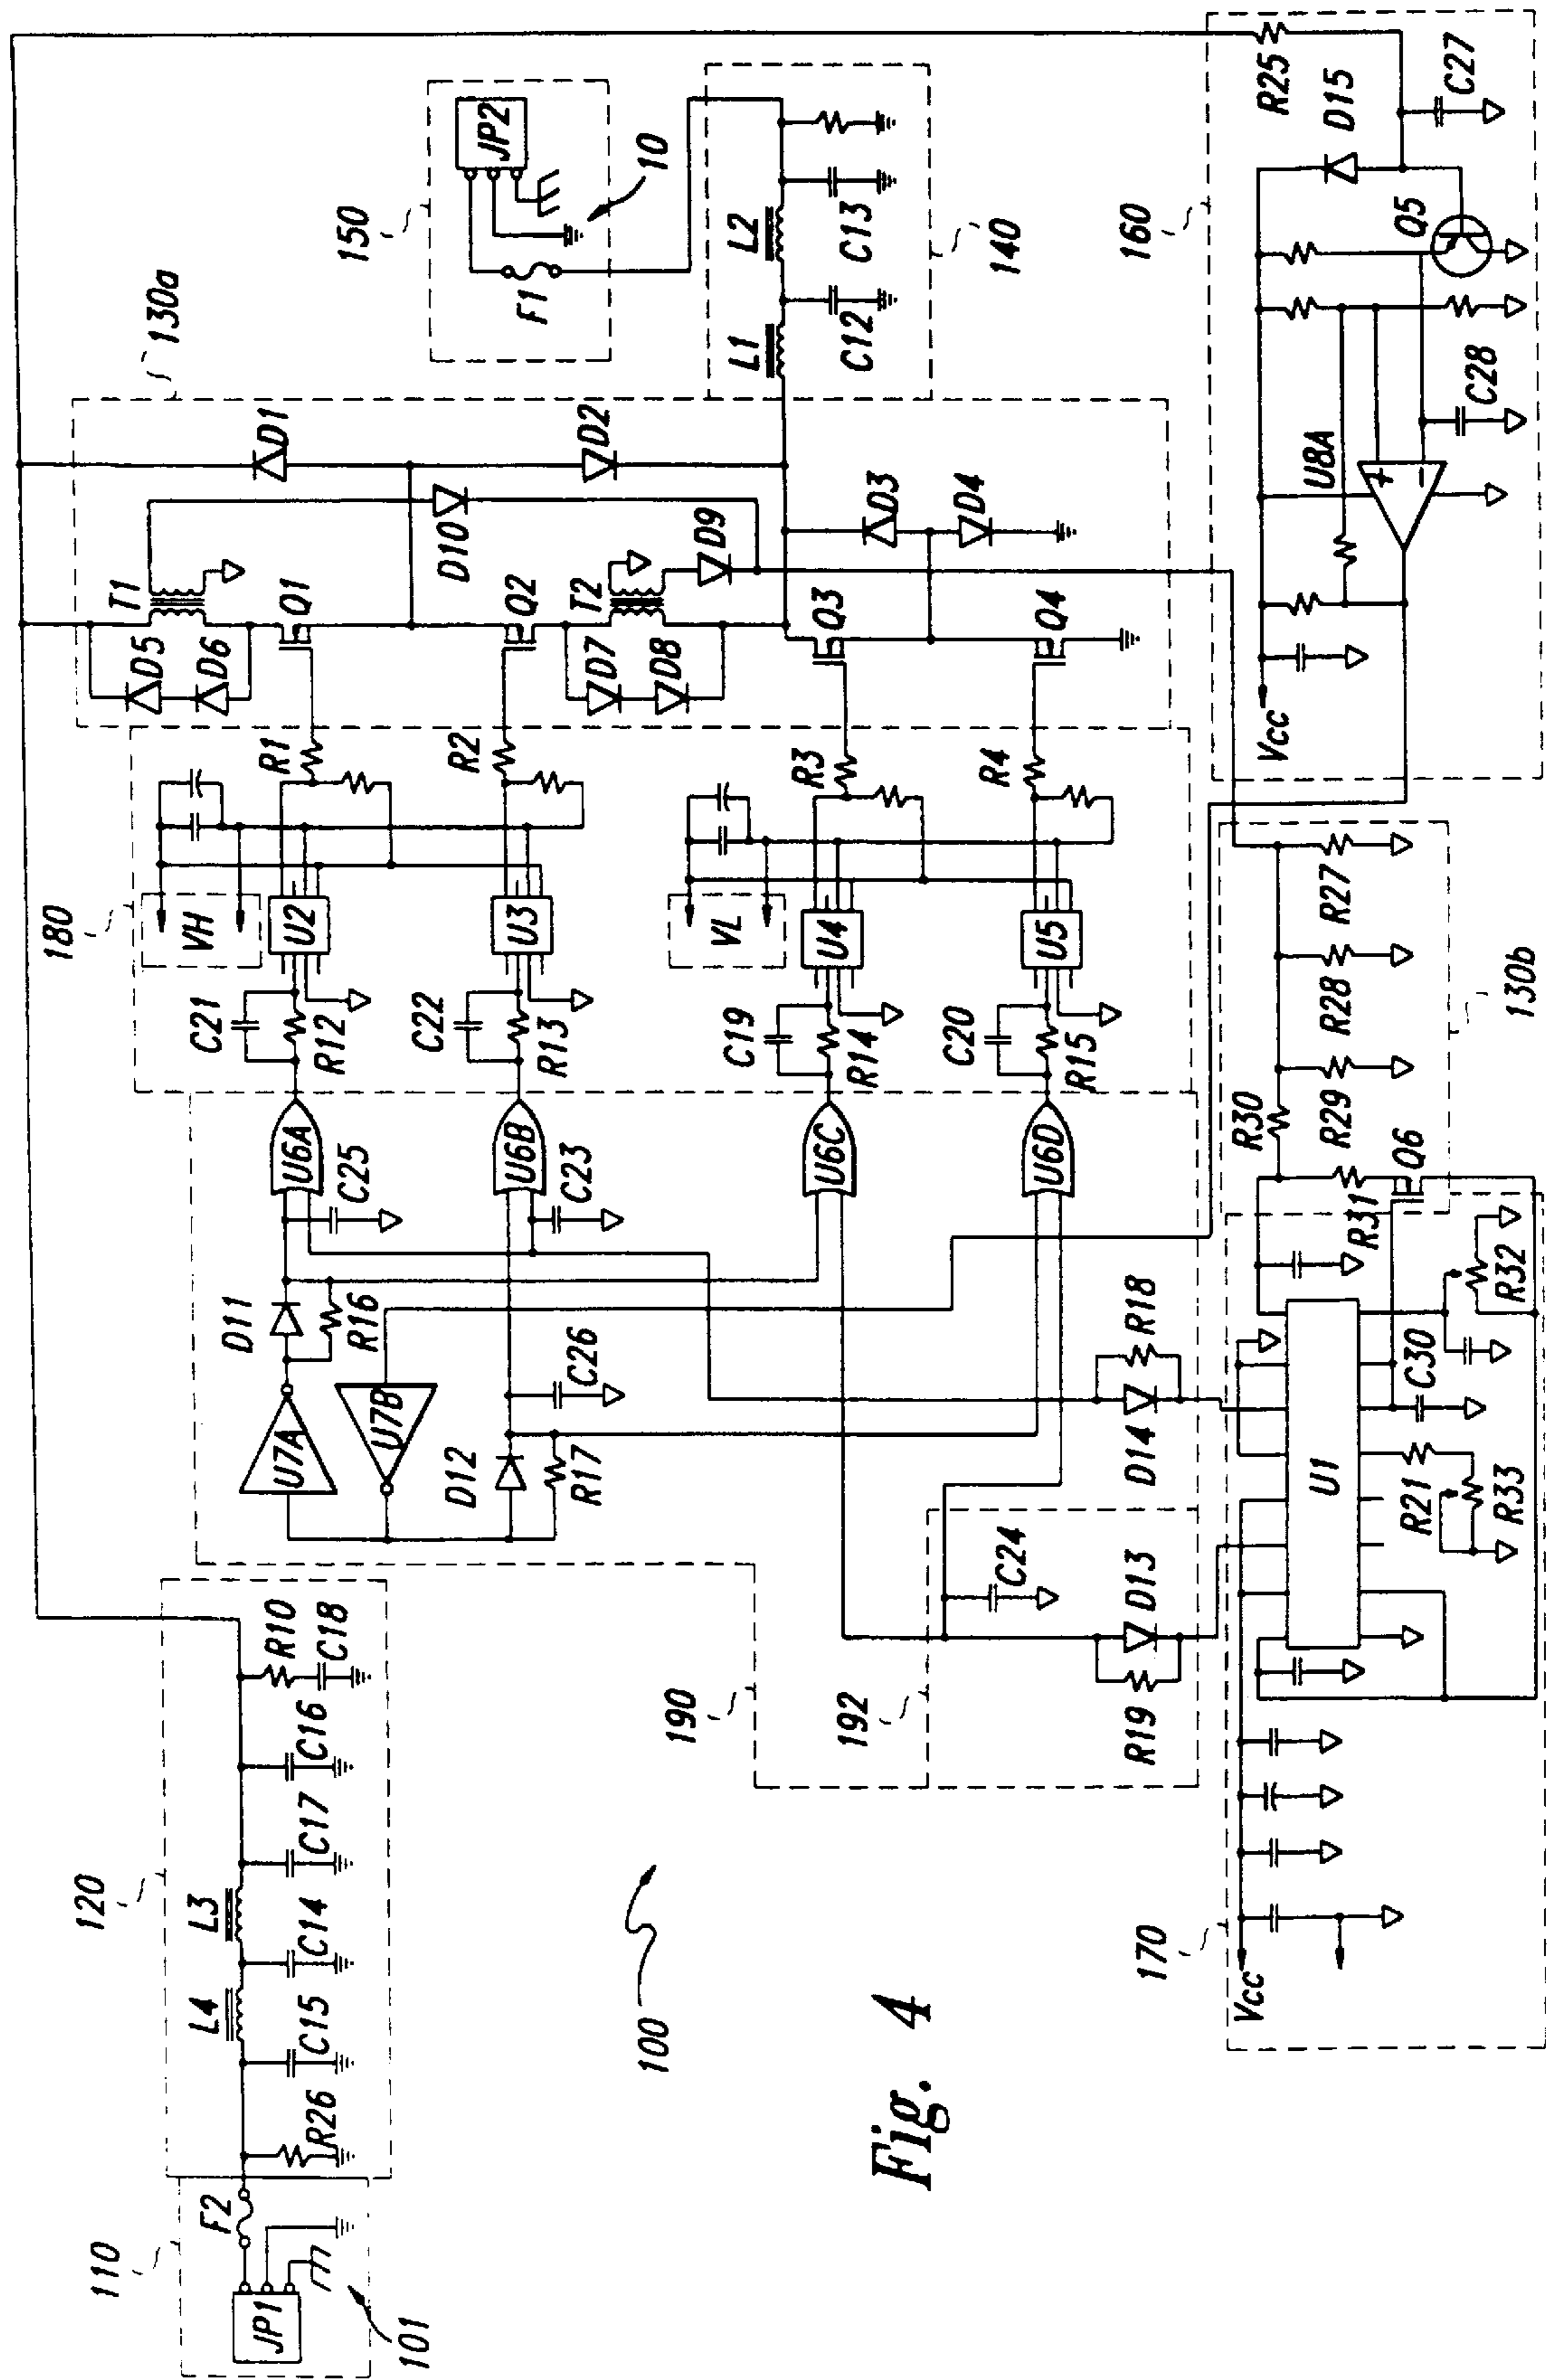 JP2
150
10
F1
130a
L2
C13
140
L1
C12
R25
D15
C27
160
Q5
C28
U8A
Vcc
D1
D2
D10
D3
D4
D9
T1
Q1
Q2
T2
Q3
Q4
D5
D6
D7
D8
R1
R2
R3
R4
180
VH
U2
U3
VL
U4
U5
C21
R12
C22
R13
C19
R14
C20
R15
U6A
C25
U6B
C23
U6C
U6D
D11
R16
U7A
U7B
C26
D12
R17
D14
R18
C24
D13
R19
190
192
R27
R28
R29
R30
130b
R31
Q6
R32
C30
U1
R21
R33
170
Vcc
120
R10
C18
C16
C17
L3
C14
L4
C15
R26
110
F2
JP1
101
100
Fig. 4